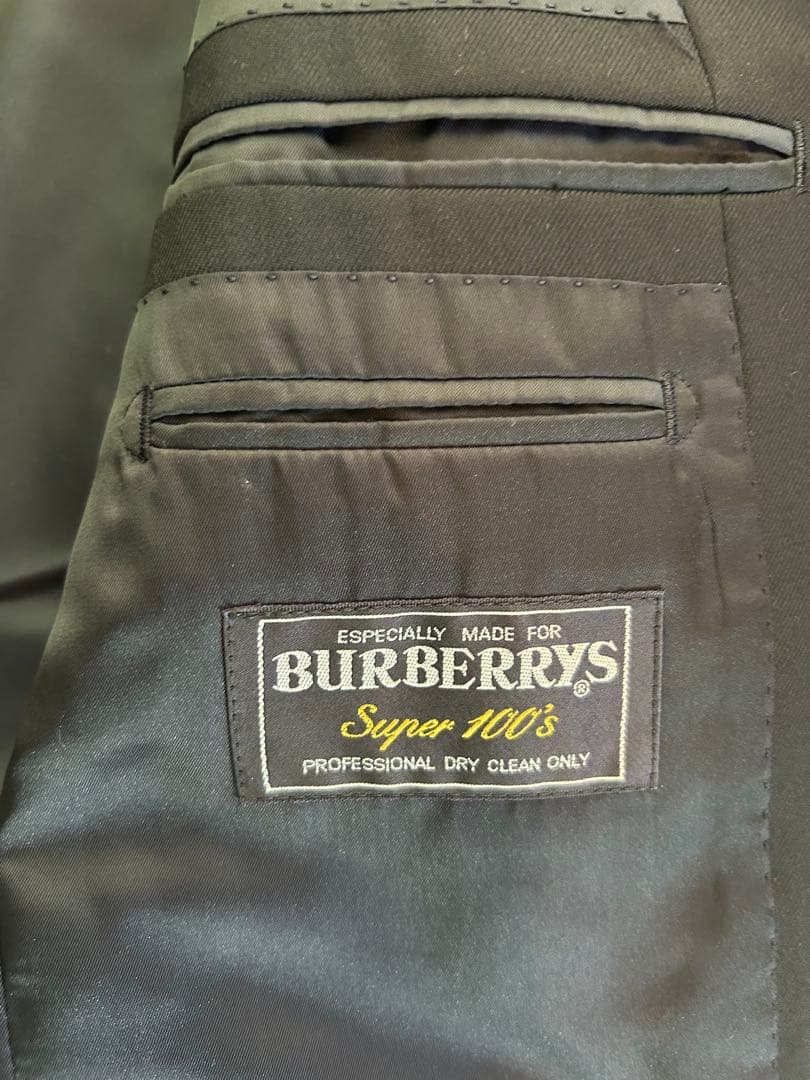 ESPECIALLY MADE FOR
BURBERRYS®
Super 100's
PROFESSIONAL DRY CLEAN ONLY